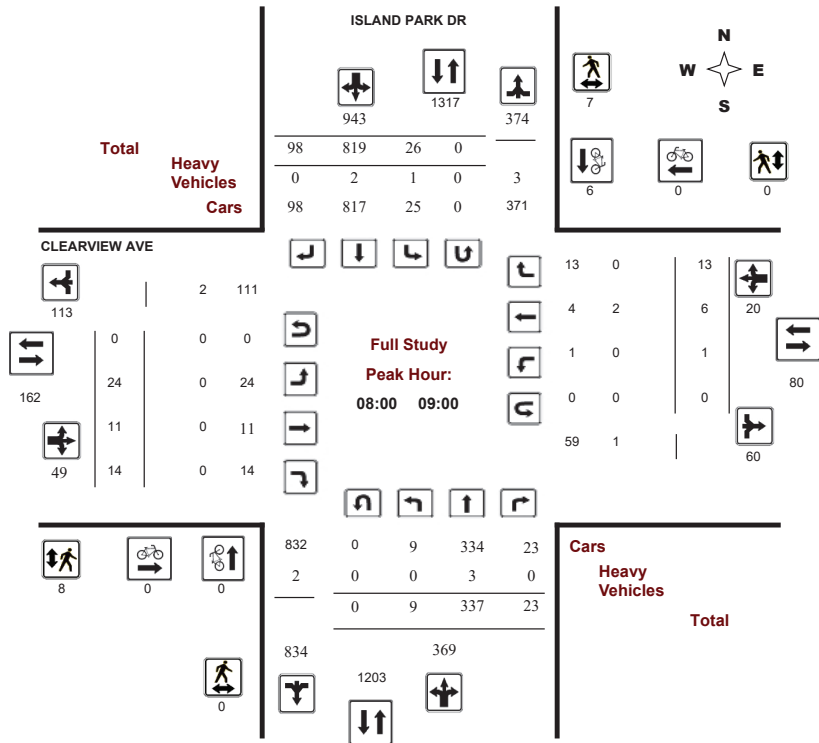 ISLAND PARK DR
N
W E
S
1317
7
943 374
Total
98 819 26 0
Heavy
Vehicles
0 2 1 0 3
6 0 0
Cars
98 817 25 0 371
CLEARVIEW AVE
13 0 13
2 111
113
20
4 2 6
0 0 0
Full Study
Peak Hour:
08:00 09:00
1 0 1
162
24 0 24
80
0 0 0
11 0 11
59 1
60
49
14 0 14
832 0 9 334 23
Cars
2 0 0 3 0
Heavy
Vehicles
8 0 0
0 9 337 23
Total
834 369
1203
0